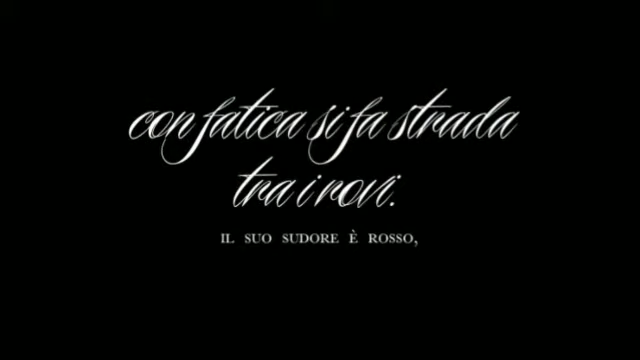 con fatica si fa strada
tra i rovi.
IL SUO SUDORE È ROSSO,